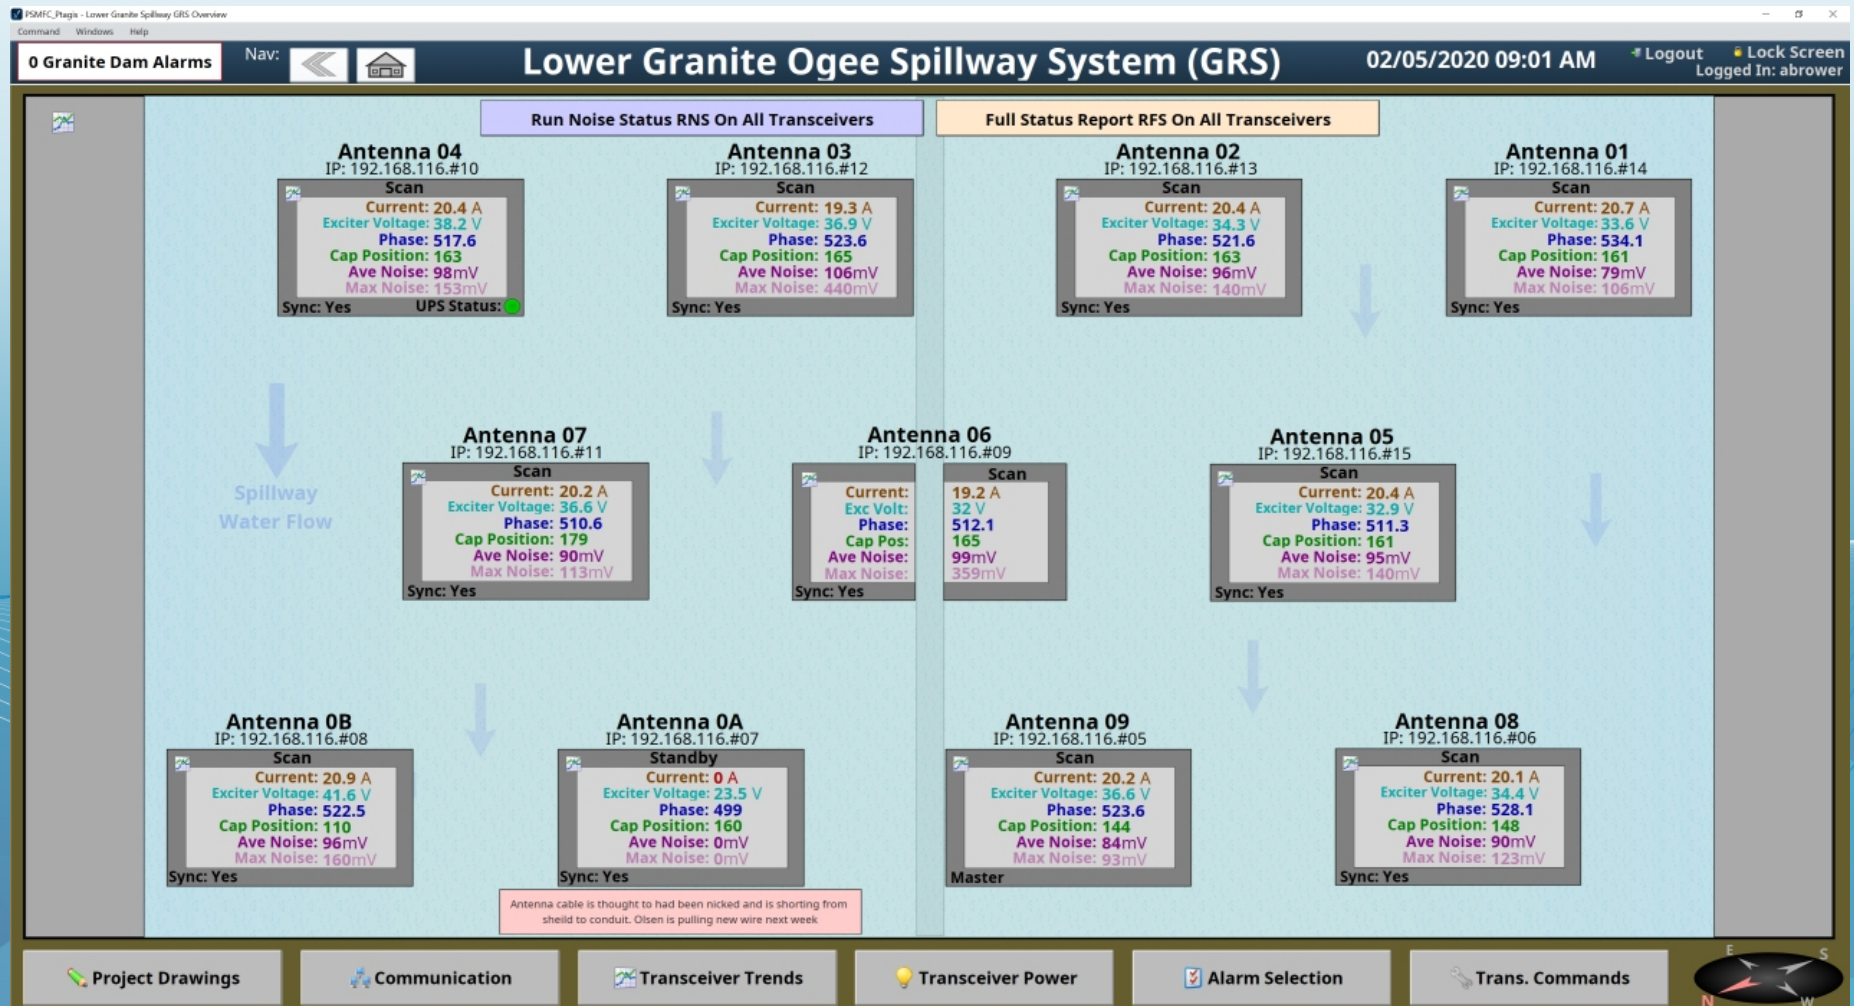 PSMFC_Ptagis - Lower Granite Spillway GRS Overview
Command Windows Help
0 Granite Dam Alarms
Nav:
Lower Granite Ogee Spillway System (GRS)
02/05/2020 09:01 AM
Logout
Lock Screen
Logged In: abrower
Run Noise Status RNS On All Transceivers
Full Status Report RFS On All Transceivers
Antenna 04
IP: 192.168.116.#10
Scan
Current: 20.4 A
Exciter Voltage: 38.2 V
Phase: 517.6
Cap Position: 163
Ave Noise: 98mV
Max Noise: 153mV
Sync: Yes
UPS Status:
Antenna 03
IP: 192.168.116.#12
Scan
Current: 19.3 A
Exciter Voltage: 36.9 V
Phase: 523.6
Cap Position: 165
Ave Noise: 106mV
Max Noise: 440mV
Sync: Yes
Antenna 02
IP: 192.168.116.#13
Scan
Current: 20.4 A
Exciter Voltage: 34.3 V
Phase: 521.6
Cap Position: 163
Ave Noise: 96mV
Max Noise: 140mV
Sync: Yes
Antenna 01
IP: 192.168.116.#14
Scan
Current: 20.7 A
Exciter Voltage: 33.6 V
Phase: 534.1
Cap Position: 161
Ave Noise: 79mV
Max Noise: 106mV
Sync: Yes
Spillway
Water Flow
Antenna 07
IP: 192.168.116.#11
Scan
Current: 20.2 A
Exciter Voltage: 36.6 V
Phase: 510.6
Cap Position: 179
Ave Noise: 90mV
Max Noise: 113mV
Sync: Yes
Antenna 06
IP: 192.168.116.#09
Scan
Current: 19.2 A
Exc Volt: 32 V
Phase: 512.1
Cap Pos: 165
Ave Noise: 99mV
Max Noise: 359mV
Sync: Yes
Antenna 05
IP: 192.168.116.#15
Scan
Current: 20.4 A
Exciter Voltage: 32.9 V
Phase: 511.3
Cap Position: 161
Ave Noise: 95mV
Max Noise: 140mV
Sync: Yes
Antenna 0B
IP: 192.168.116.#08
Scan
Current: 20.9 A
Exciter Voltage: 41.6 V
Phase: 522.5
Cap Position: 110
Ave Noise: 96mV
Max Noise: 160mV
Sync: Yes
Antenna 0A
IP: 192.168.116.#07
Standby
Current: 0 A
Exciter Voltage: 23.5 V
Phase: 499
Cap Position: 160
Ave Noise: 0mV
Max Noise: 0mV
Sync: Yes
Antenna cable is thought to had been nicked and is shorting from
sheild to conduit. Olsen is pulling new wire next week
Antenna 09
IP: 192.168.116.#05
Scan
Current: 20.2 A
Exciter Voltage: 36.6 V
Phase: 523.6
Cap Position: 144
Ave Noise: 84mV
Max Noise: 93mV
Master
Antenna 08
IP: 192.168.116.#06
Scan
Current: 20.1 A
Exciter Voltage: 34.4 V
Phase: 528.1
Cap Position: 148
Ave Noise: 90mV
Max Noise: 123mV
Sync: Yes
Project Drawings
Communication
Transceiver Trends
Transceiver Power
Alarm Selection
Trans. Commands
E S
N W